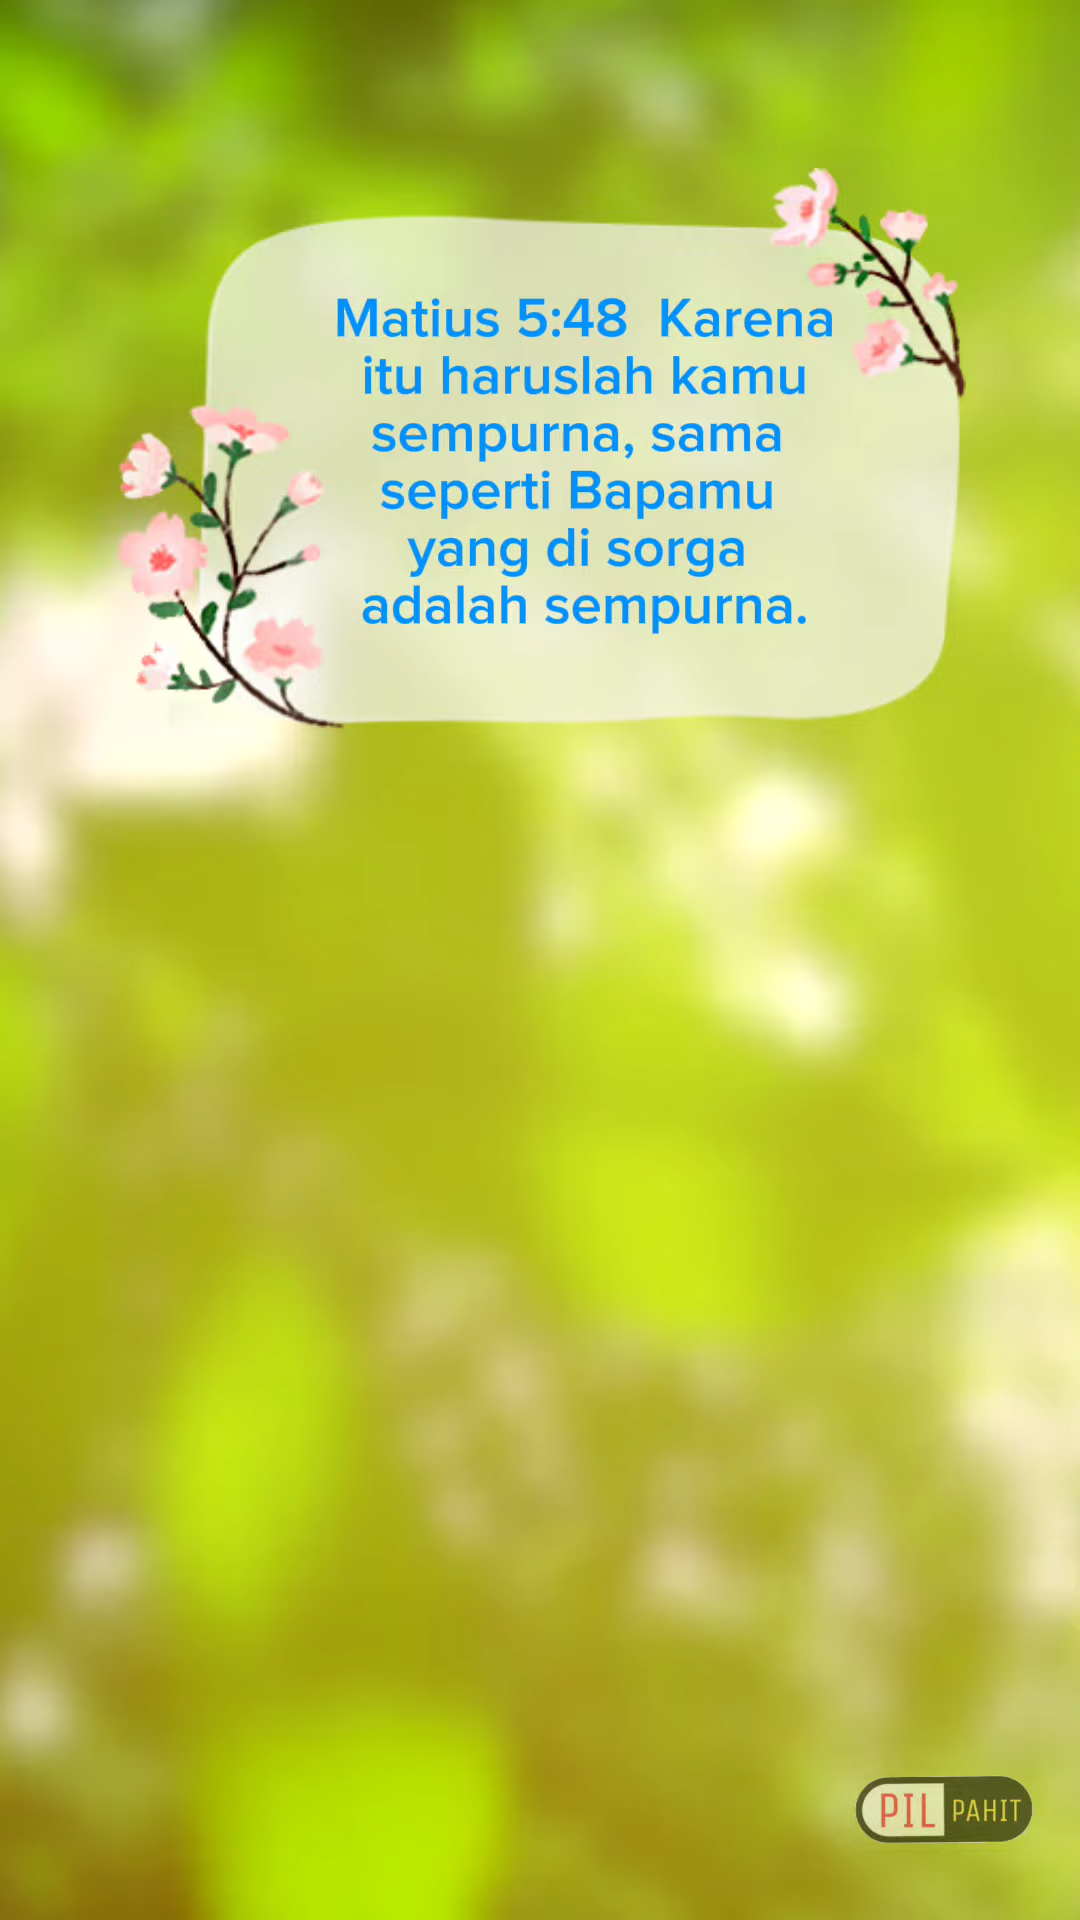 Matius 5:48  Karena
itu haruslah kamu
sempurna, sama
seperti Bapamu
yang di sorga
adalah sempurna.
PIL PAHIT